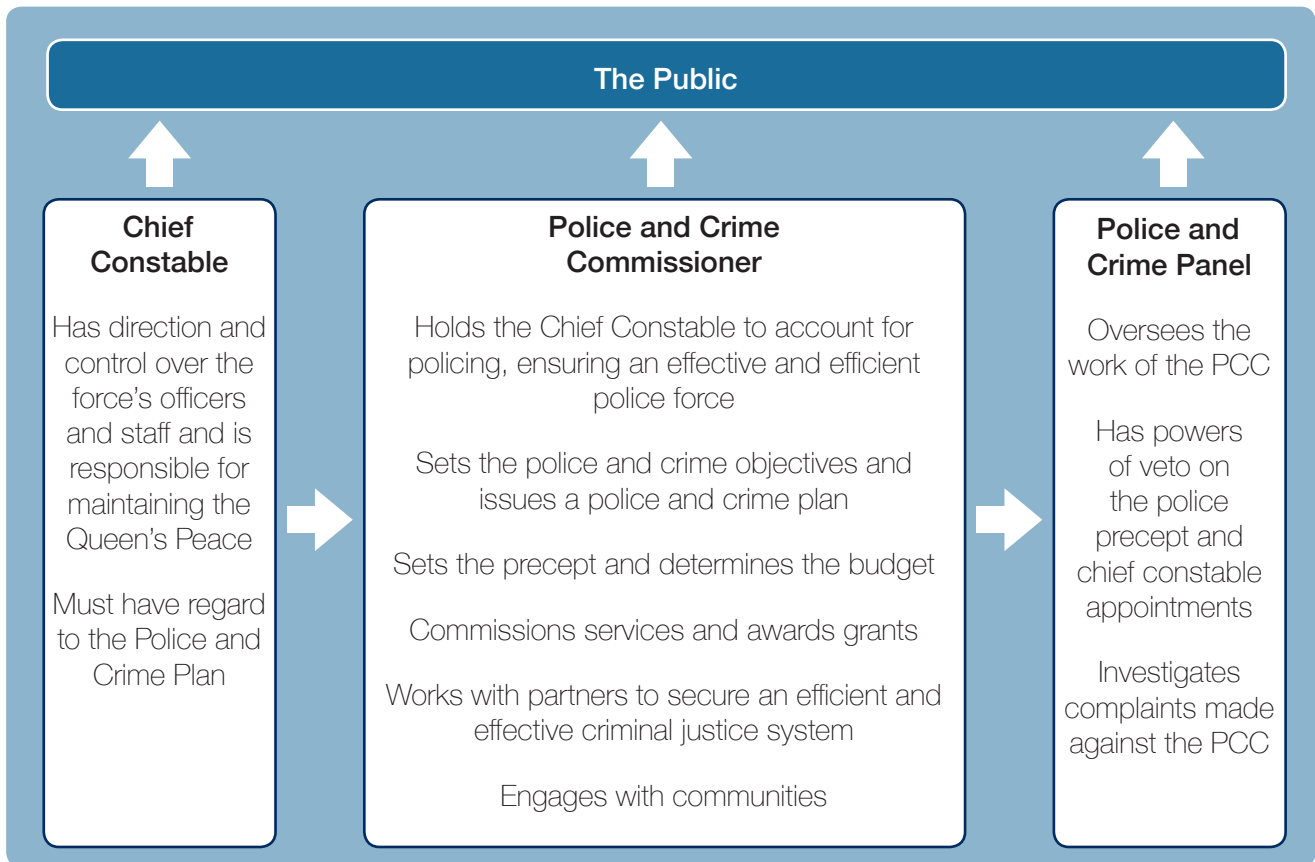 The Public
Chief
Constable
Has direction and
control over the
force’s officers
and staff and is
responsible for
maintaining the
Queen’s Peace
Must have regard
to the Police and
Crime Plan
Police and Crime
Commissioner
Holds the Chief Constable to account for
policing, ensuring an effective and efficient
police force
Sets the police and crime objectives and
issues a police and crime plan
Sets the precept and determines the budget
Commissions services and awards grants
Works with partners to secure an efficient and
effective criminal justice system
Engages with communities
Police and
Crime Panel
Oversees the
work of the PCC
Has powers
of veto on
the police
precept and
chief constable
appointments
Investigates
complaints made
against the PCC